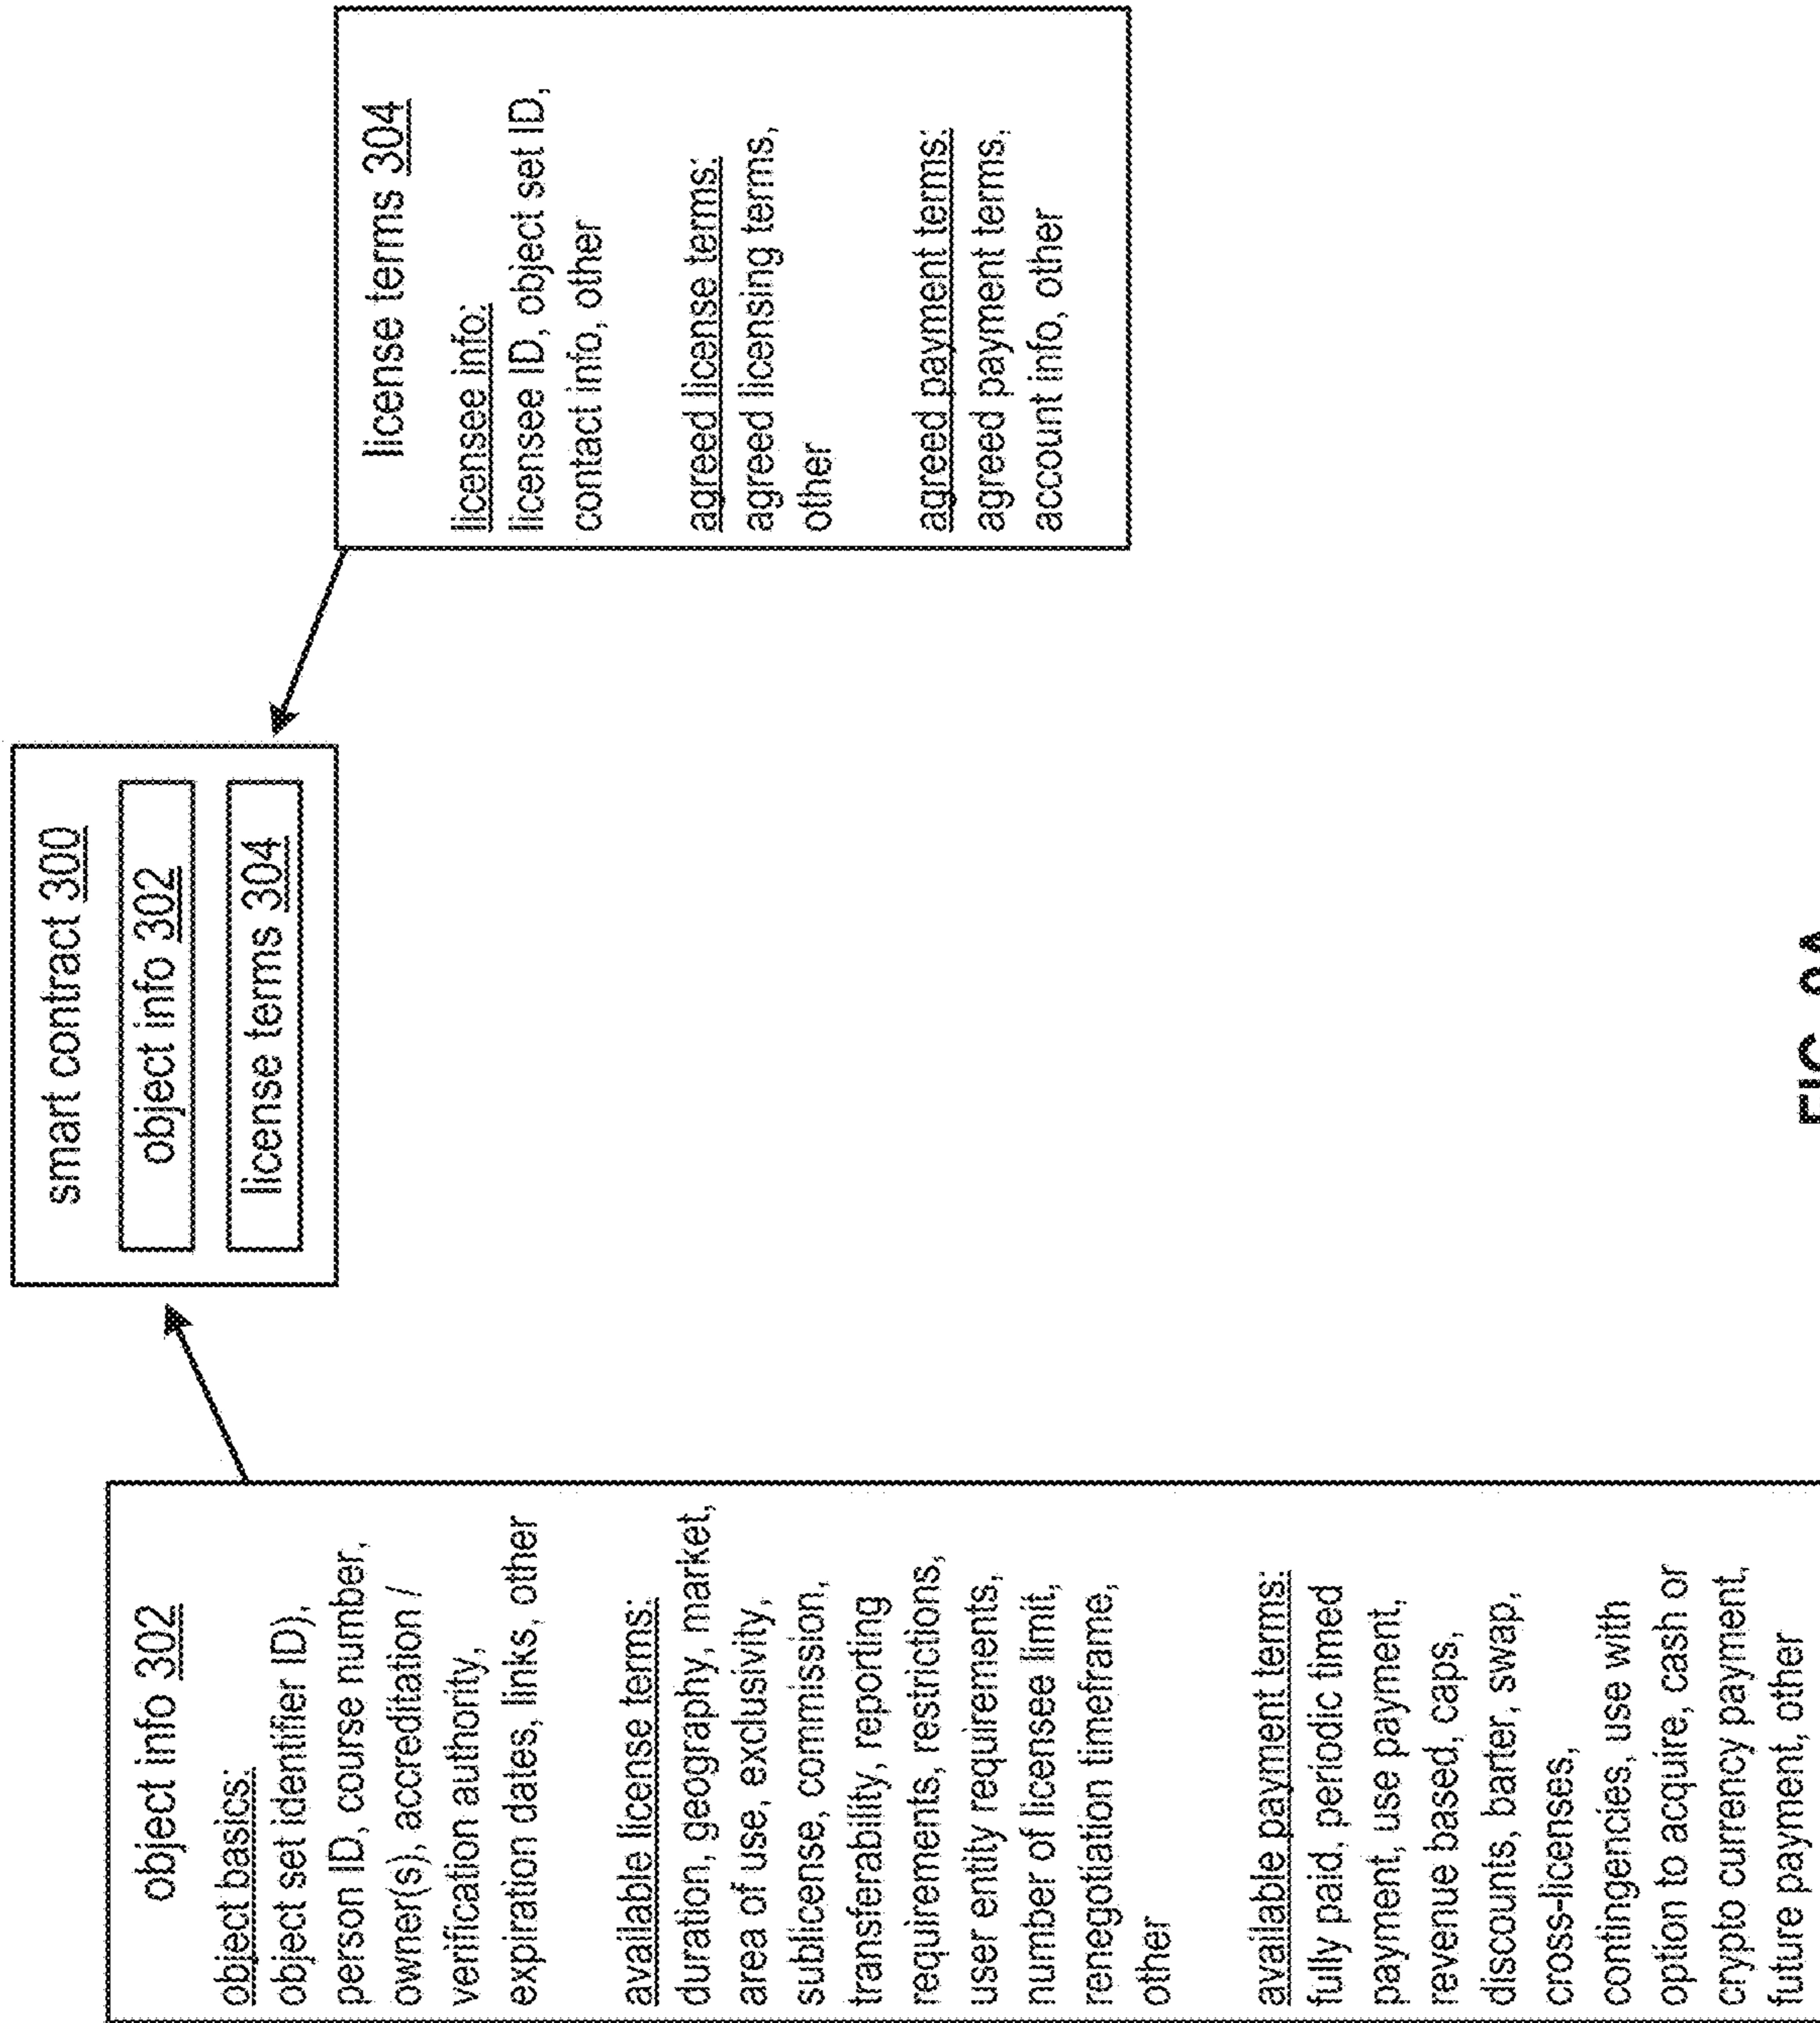 smart contract 300
object info 302
license terms 304
object info 302
object basics:
object set identifier ID),
person ID, course number,
owner(s), accreditation /
verification authority,
expiration dates, links, other
available license terms:
duration, geography, market,
area of use, exclusivity,
sublicense, commission,
transferability, reporting
requirements, restrictions,
user entity requirements,
number of licensee limit,
renegotiation timeframe,
other
available payment terms:
fully paid, periodic timed
payment, use payment,
revenue based, caps,
discounts, barter, swap,
cross-licenses,
contingencies, use with
option to acquire, cash or
crypto currency payment,
future payment, other
license terms 304
licensee info:
licensee ID, object set ID,
contact info, other
agreed license terms:
agreed licensing terms,
other
agreed payment terms:
agreed payment terms,
account info, other